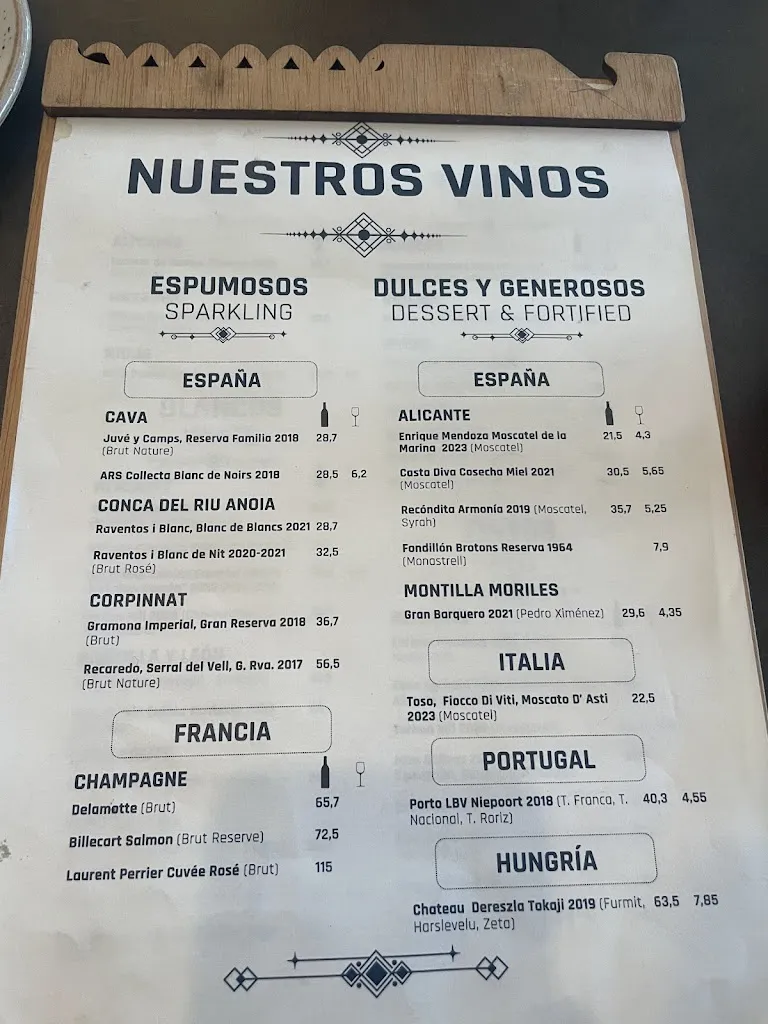 NUESTROS VINOS
ESPUMOSOS
SPARKLING
ESPAÑA
CAVA
Juvé y Camps, Reserva Familia 2018 28,7
(Brut Nature)
ARS Collecta Blanc de Noirs 2018 28,5 6,2
CONCA DEL RIU ANOIA
Raventos i Blanc, Blanc de Blancs 2021 28,7
Raventos i Blanc de Nit 2020-2021 32,5
(Brut Rosé)
CORPINNAT
Gramona Imperial, Gran Reserva 2018 36,7
(Brut)
Recaredo, Serral del Vell, G. Rva. 2017 56,5
(Brut Nature)
FRANCIA
CHAMPAGNE
Delamotte (Brut) 65,7
Billecart Salmon (Brut Reserve) 72,5
Laurent Perrier Cuvée Rosé (Brut) 115
DULCES Y GENEROSOS
DESSERT & FORTIFIED
ESPAÑA
ALICANTE
Enrique Mendoza Moscatel de la 21,5 4,3
Marina 2023 (Moscatel)
Casta Diva Cosecha Miel 2021 30,5 5,65
(Moscatel)
Recóndita Armonía 2019 (Moscatel, 35,7 5,25
Syrah)
Fondillón Brotons Reserva 1964 7,9
(Monastrell)
MONTILLA MORILES
Gran Barquero 2021 (Pedro Ximénez) 29,6 4,35
ITALIA
Toso, Fiocco Di Viti, Moscato D' Asti 22,5
2023 (Moscatel)
PORTUGAL
Porto LBV Niepoort 2018 (T. Franca, T. 40,3 4,55
Nacional, T. Roriz)
HUNGRÍA
Chateau Dereszla Tokaji 2019 (Furmit, 63,5 7,85
Harslevelu, Zeta)